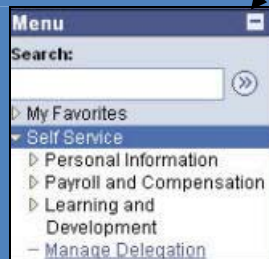 Menu
Search:
My Favorites
Self Service
Personal Information
Payroll and Compensation
Learning and
Development
Manage Delegation